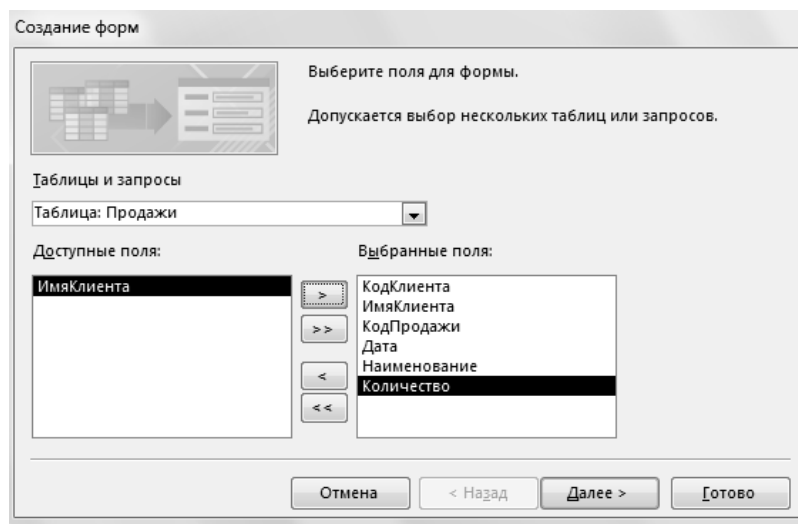 Создание форм
Выберите поля для формы.
Допускается выбор нескольких таблиц или запросов.
Таблицы и запросы
Таблица: Продажи
Доступные поля:
Выбранные поля:
ИмяКлиента
>
>>
<
<<
КодКлиента
ИмяКлиента
КодПродажи
Дата
Наименование
Количество
Отмена
< Назад
Далее >
Готово